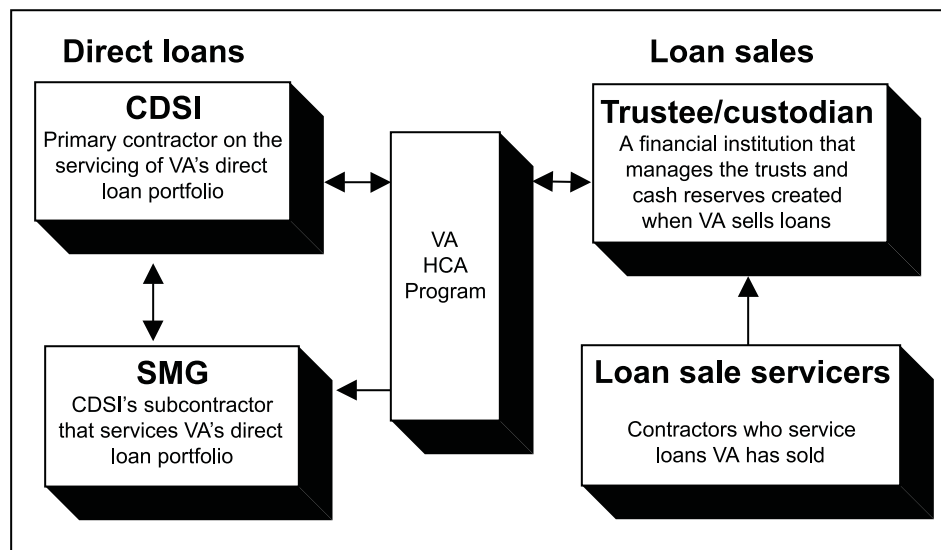 Direct loans
CDSI
Primary contractor on the
servicing of VA's direct
loan portfolio
SMG
CDSI's subcontractor
that services VA's direct
loan portfolio
VA
HCA
Program
Loan sales
Trustee/custodian
A financial institution that
manages the trusts and
cash reserves created
when VA sells loans
Loan sale servicers
Contractors who service
loans VA has sold